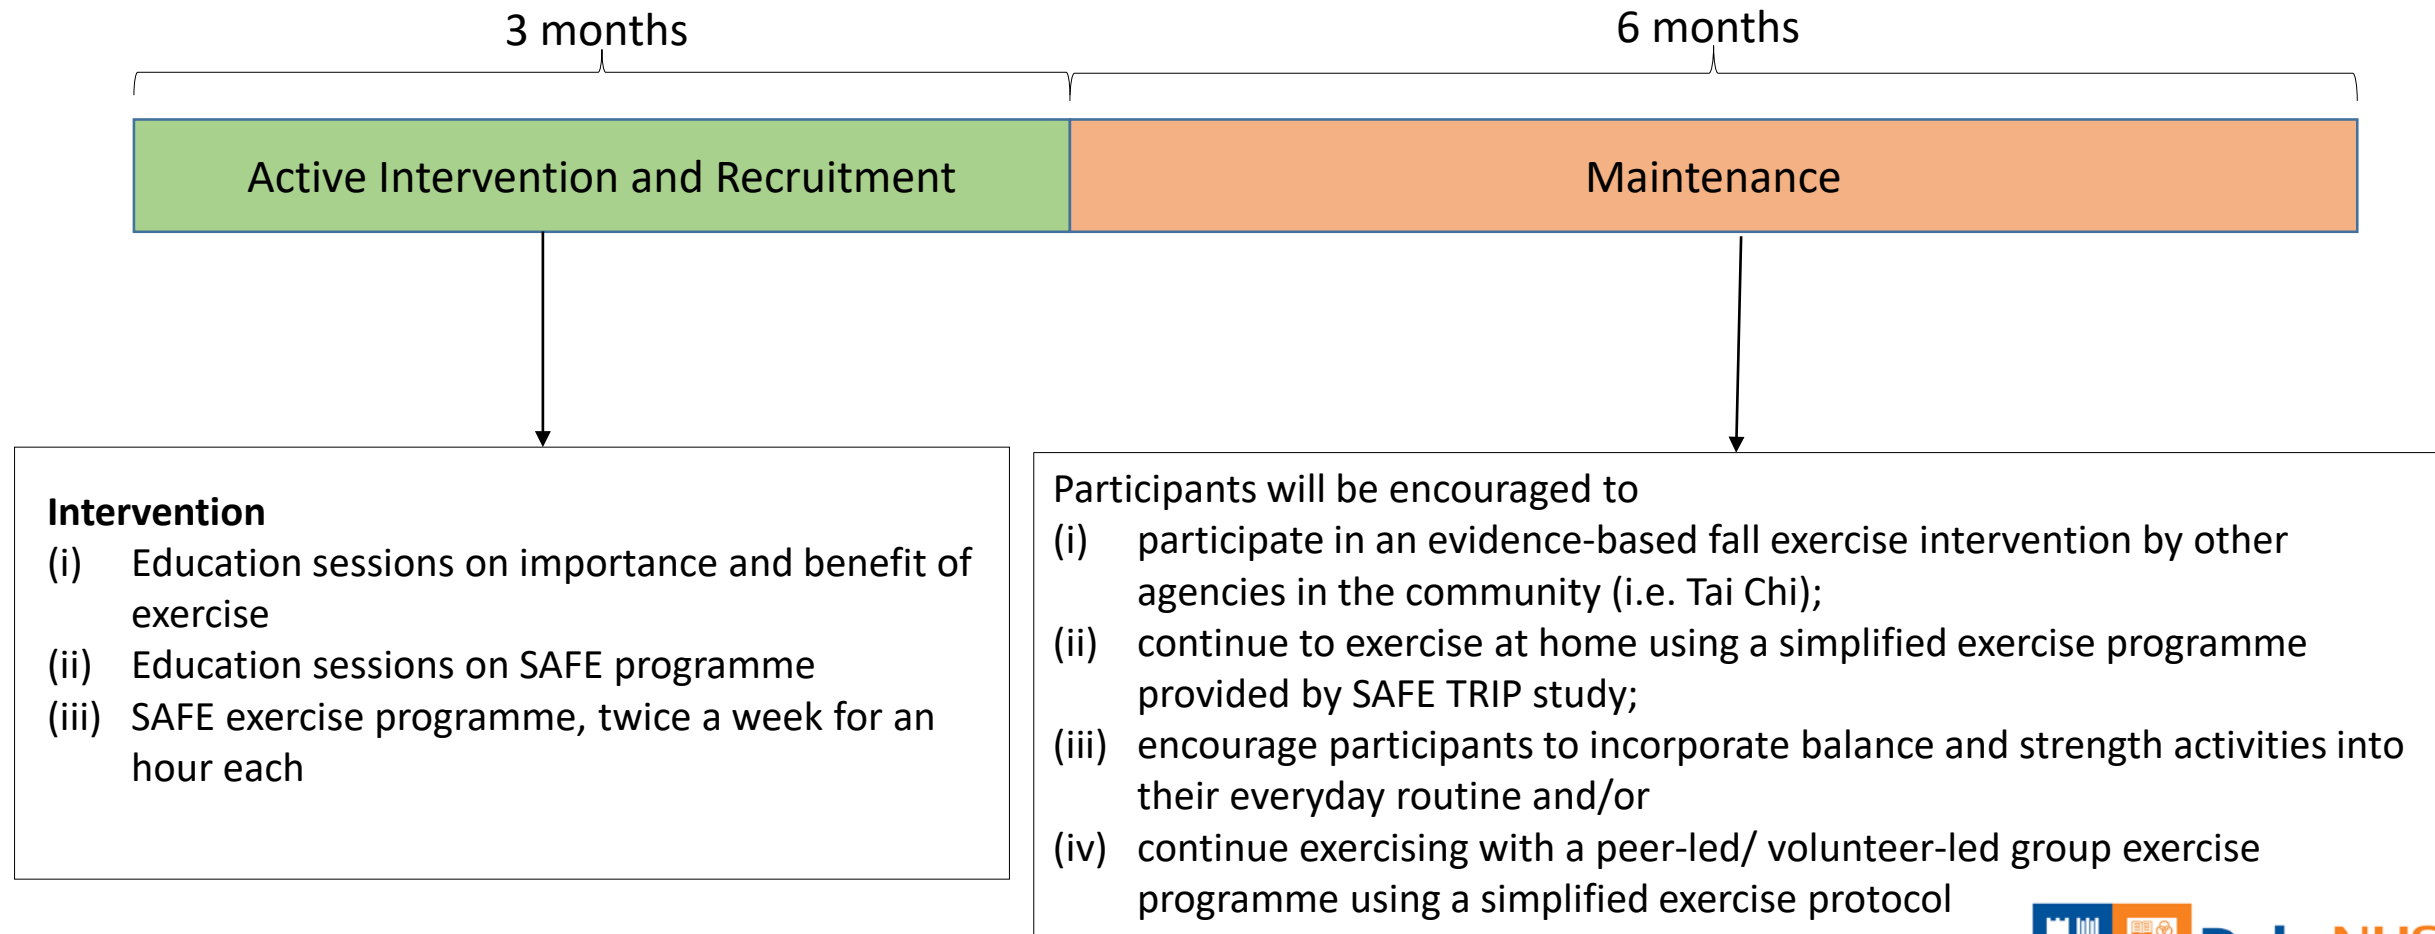 3 months
6 months
Active Intervention and Recruitment
Maintenance
Intervention
(i) Education sessions on importance and benefit of
exercise
(ii) Education sessions on SAFE programme
(iii) SAFE exercise programme, twice a week for an
hour each
Participants will be encouraged to
(i) participate in an evidence-based fall exercise intervention by other
agencies in the community (i.e. Tai Chi);
(ii) continue to exercise at home using a simplified exercise programme
provided by SAFE TRIP study;
(iii) encourage participants to incorporate balance and strength activities into
their everyday routine and/or
(iv) continue exercising with a peer-led/ volunteer-led group exercise
programme using a simplified exercise protocol